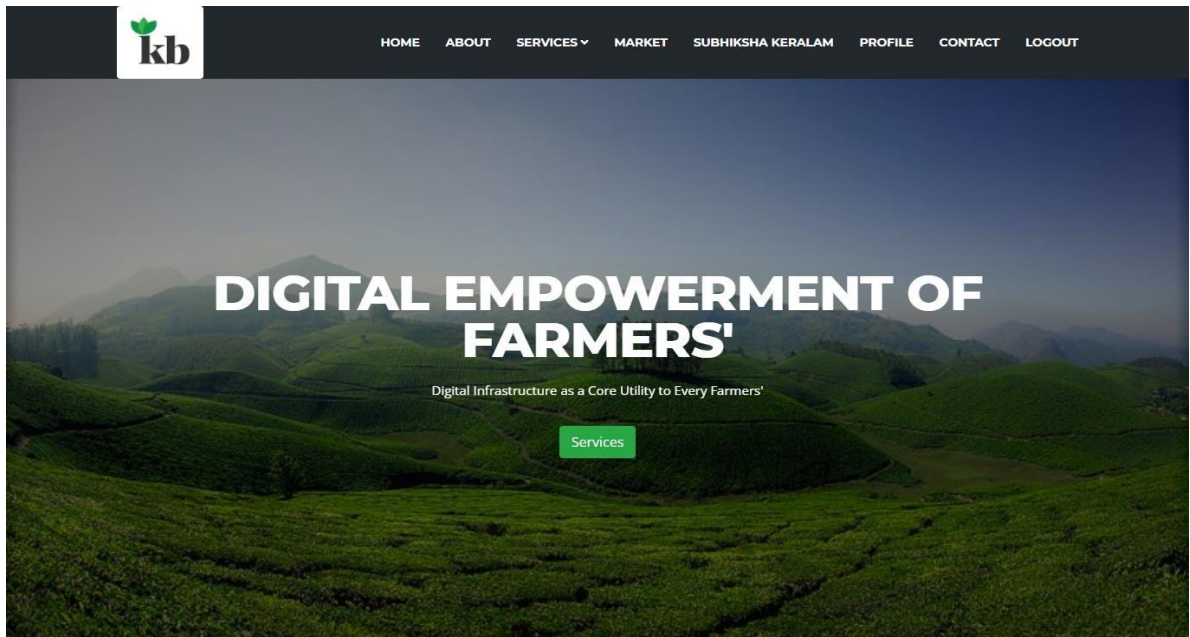 kb
HOME ABOUT SERVICES MARKET SUBHIKSHA KERALAM PROFILE CONTACT LOGOUT
DIGITAL EMPOWERMENT OF
FARMERS'
Digital Infrastructure as a Core Utility to Every Farmers'
Services